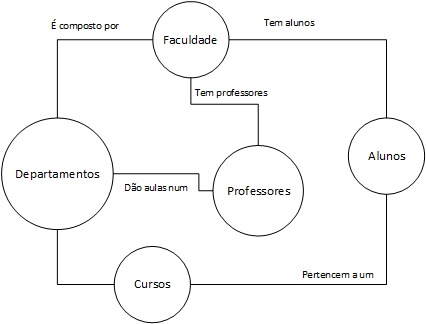 É composto por
Tem alunos
Faculdade
Tem professores
Alunos
Departamentos
Dão aulas num
Professores
Pertencem a um
Cursos